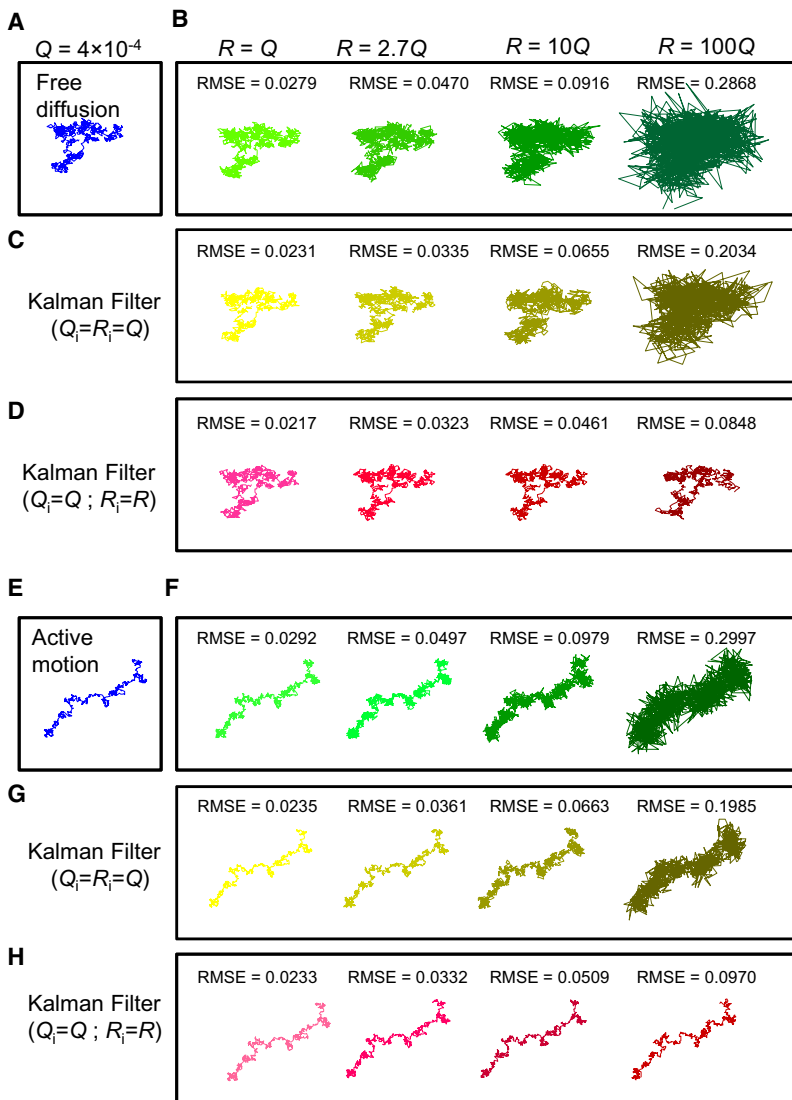 A
B
Q = 4×10⁻⁴
R = Q
R = 2.7Q
R = 10Q
R = 100Q
Free
diffusion
RMSE = 0.0279
RMSE = 0.0470
RMSE = 0.0916
RMSE = 0.2868
C
Kalman Filter
(Qᵢ=Rᵢ=Q)
RMSE = 0.0231
RMSE = 0.0335
RMSE = 0.0655
RMSE = 0.2034
D
Kalman Filter
(Qᵢ=Q ; Rᵢ=R)
RMSE = 0.0217
RMSE = 0.0323
RMSE = 0.0461
RMSE = 0.0848
E
F
Active
motion
RMSE = 0.0292
RMSE = 0.0497
RMSE = 0.0979
RMSE = 0.2997
G
Kalman Filter
(Qᵢ=Rᵢ=Q)
RMSE = 0.0235
RMSE = 0.0361
RMSE = 0.0663
RMSE = 0.1985
H
Kalman Filter
(Qᵢ=Q ; Rᵢ=R)
RMSE = 0.0233
RMSE = 0.0332
RMSE = 0.0509
RMSE = 0.0970